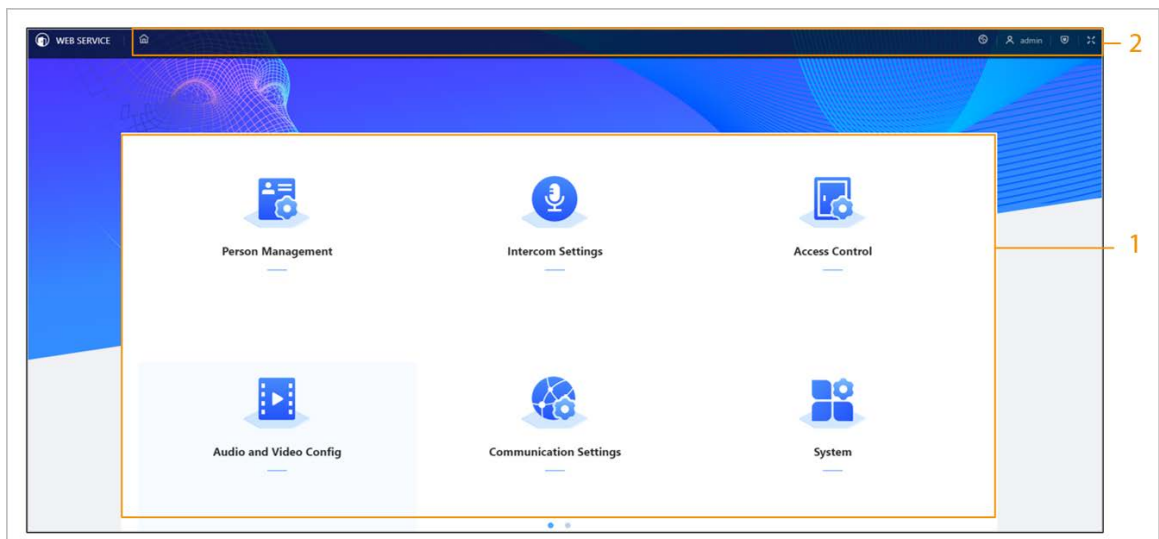 WEB SERVICE
admin
2
Person Management
Intercom Settings
Access Control
1
Audio and Video Config
Communication Settings
System